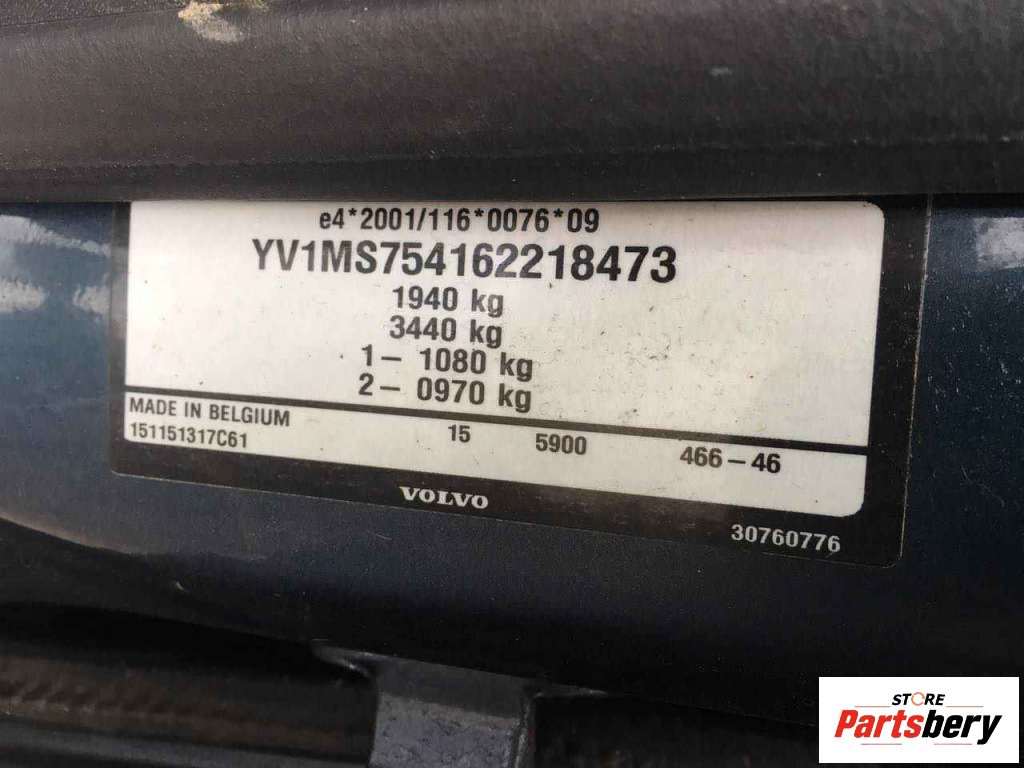 e4*2001/116*0076*09
YV1MS754162218473
1940 kg
3440 kg
1– 1080 kg
2– 0970 kg
MADE IN BELGIUM
151151317C61 15 5900 466–46
VOLVO
30760776
STORE
Partsbery